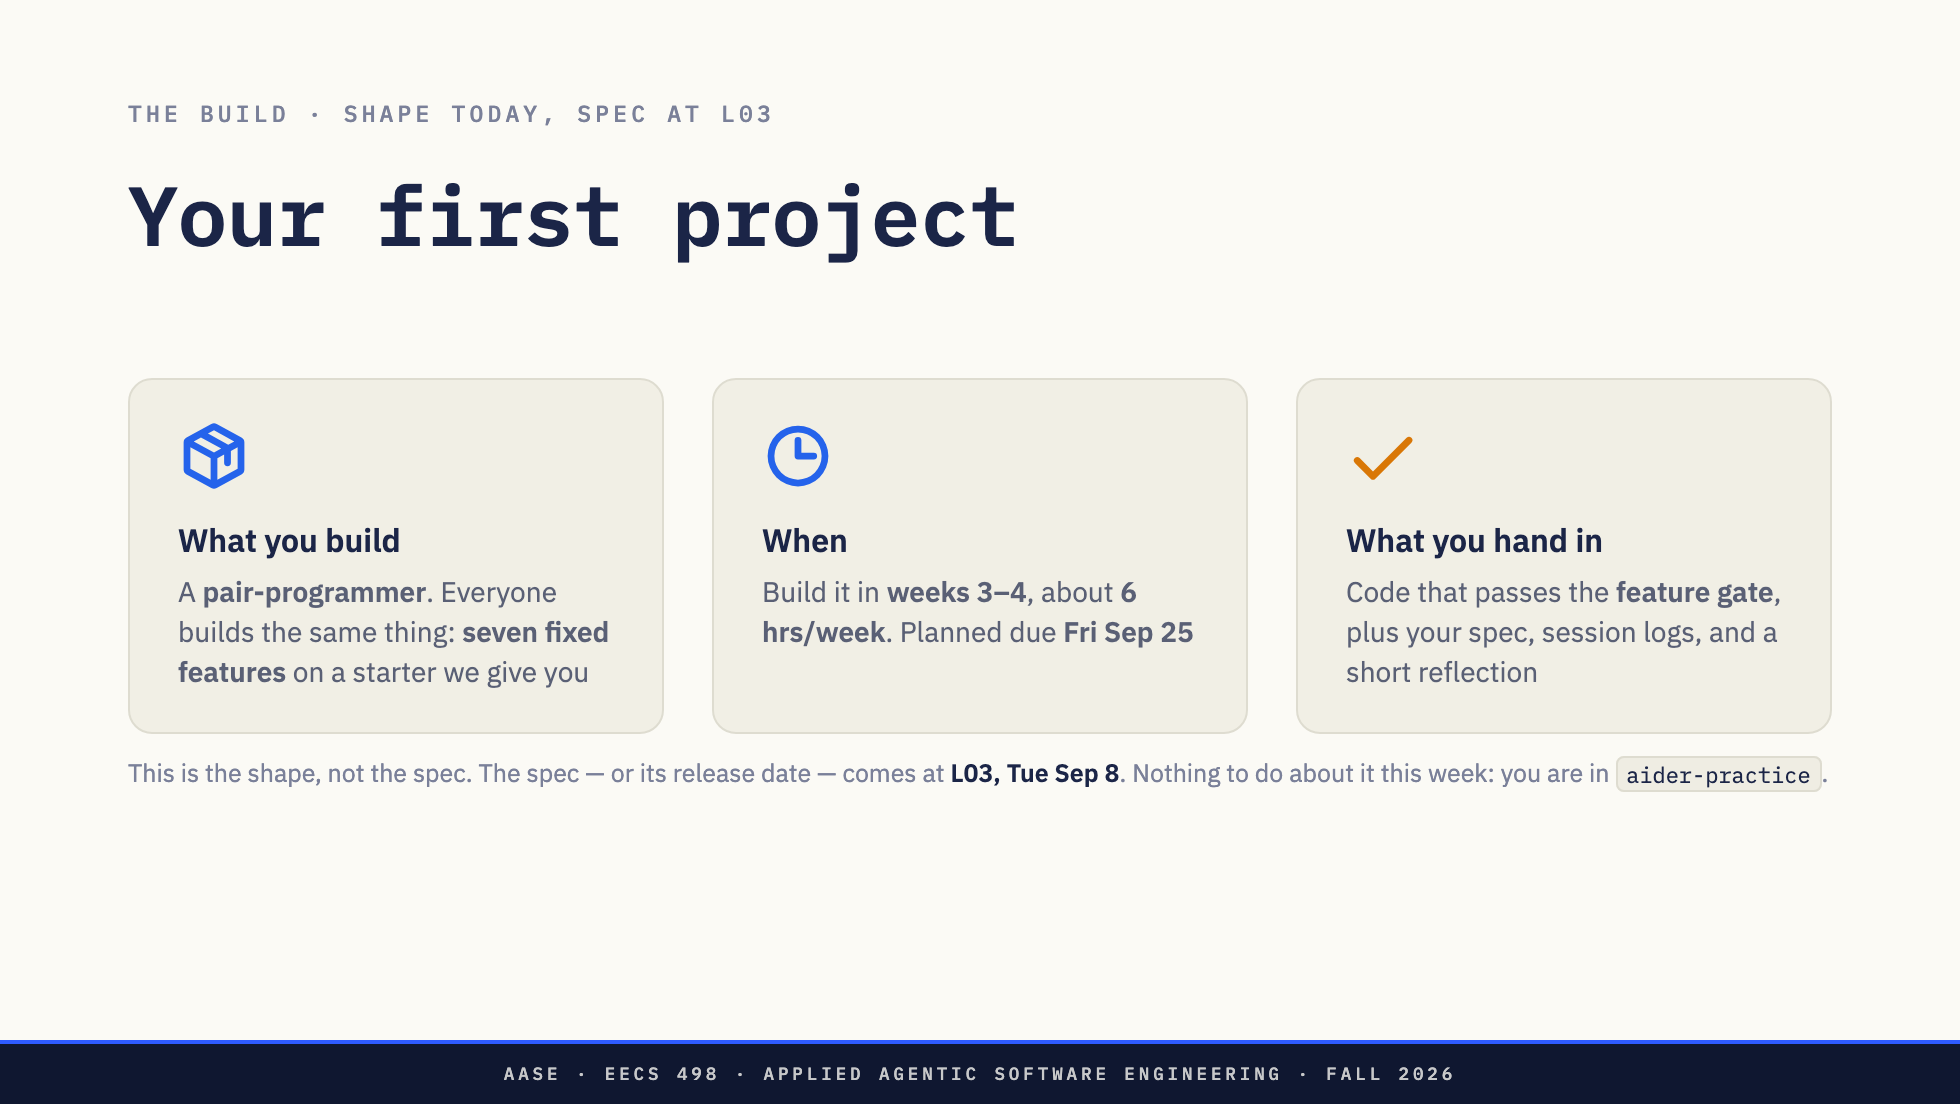 THE BUILD · SHAPE TODAY, SPEC AT L03
Your first project
What you build
A pair-programmer. Everyone
builds the same thing: seven fixed
features on a starter we give you
When
Build it in weeks 3–4, about 6
hrs/week. Planned due Fri Sep 25
What you hand in
Code that passes the feature gate,
plus your spec, session logs, and a
short reflection
This is the shape, not the spec. The spec — or its release date — comes at L03, Tue Sep 8. Nothing to do about it this week: you are in aider-practice.
AASE · EECS 498 · APPLIED AGENTIC SOFTWARE ENGINEERING · FALL 2026